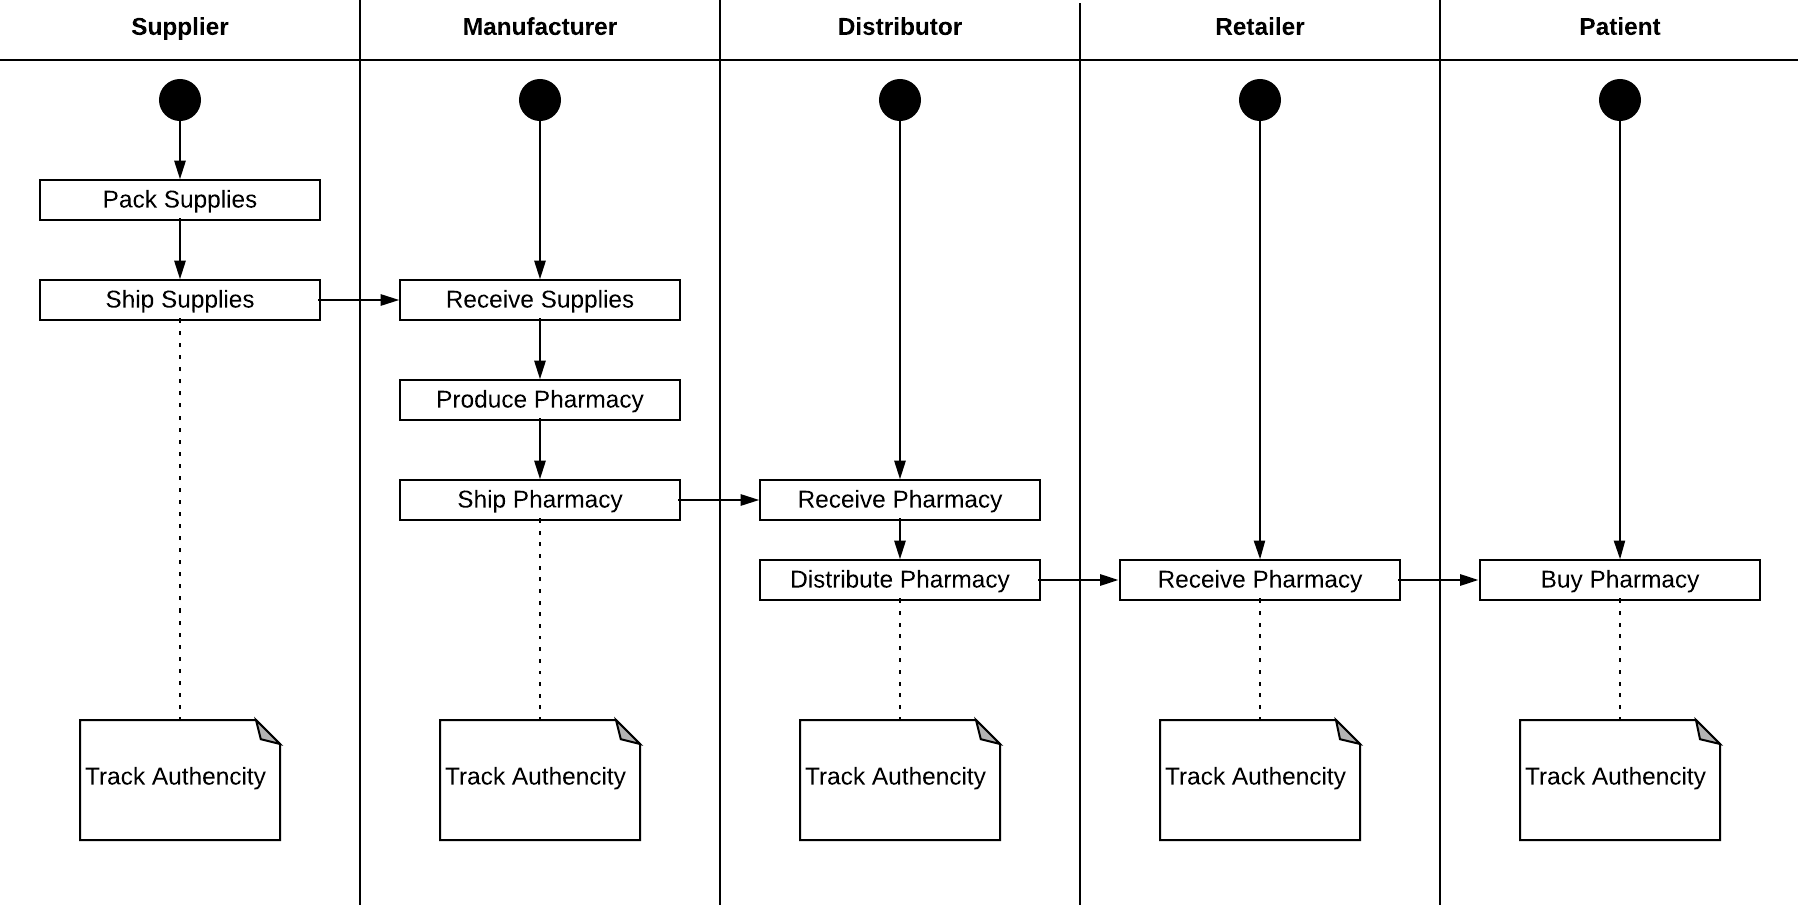 Supplier
Manufacturer
Distributor
Retailer
Patient
Pack Supplies
Ship Supplies
Receive Supplies
Produce Pharmacy
Ship Pharmacy
Receive Pharmacy
Distribute Pharmacy
Receive Pharmacy
Buy Pharmacy
Track Authencity
Track Authencity
Track Authencity
Track Authencity
Track Authencity